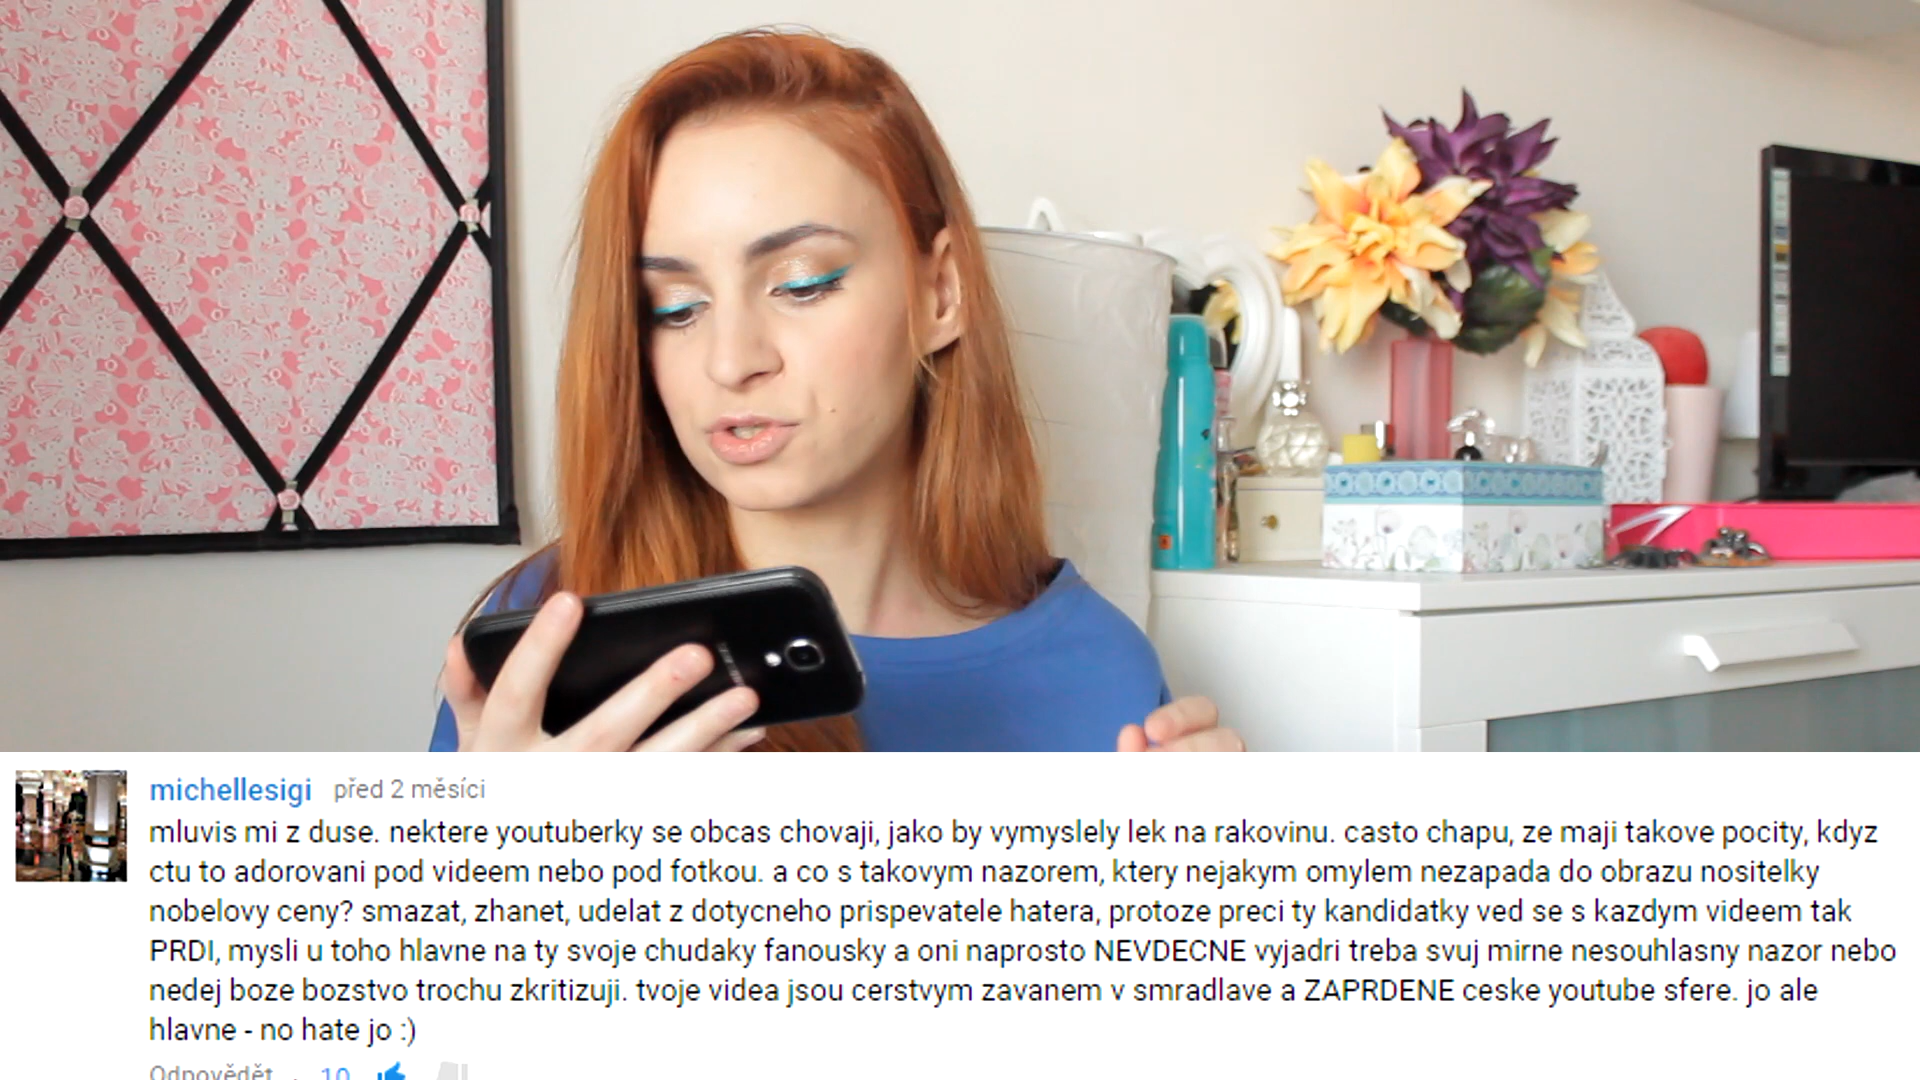 michellesigi před 2 měsíci
mluvis mi z duse. nektere youtuberky se obcas chovaji, jako by vymyslely lek na rakovinu. casto chapu, ze maji takove pocity, kdyz
ctu to adorovani pod videem nebo pod fotkou. a co s takovym nazorem, ktery nejakym omylem nezapada do obrazu nositelky
nobelovy ceny? smazat, zhanet, udelat z dotycneho prispevatele hatera, protoze preci ty kandidatky ved se s kazdym videem tak
PRDI, mysli u toho hlavne na ty svoje chudaky fanousky a oni naprosto NEVDECNE vyjadri treba svuj mirne nesouhlasny nazor nebo
nedej boze bozstvo trochu zkritizuji. tvoje videa jsou cerstvym zavanem v smradlave a ZAPRDENE ceske youtube sfere. jo ale
hlavne - no hate jo :)
Odpovědět · 10